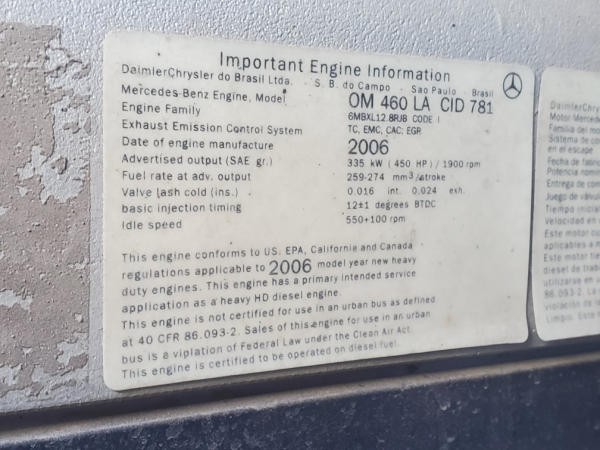 Important Engine Information
DaimlerChrysler do Brasil Ltda. - S. B. do Campo - Sao Paulo - Brasil
Mercedes-Benz Engine, Model OM 460 LA CID 781
Engine Family 6MBXL12.8RJB CODE I
Exhaust Emission Control System TC, EMC, CAC, EGR
Date of engine manufacture 2006
Advertised output (SAE gr.) 335 kW (450 HP) / 1900 rpm
Fuel rate at adv. output 259-274 mm³/stroke
Valve lash cold (ins.) 0.016 int. 0.024 exh.
basic injection timing 12±1 degrees BTDC
Idle speed 550+100 rpm
This engine conforms to US. EPA, California and Canada
regulations applicable to 2006 model year new heavy
duty engines. This engine has a primary intended service
application as a heavy HD diesel engine.
This engine is not certified for use in an urban bus as defined
at 40 CFR 86.093-2. Sales of this engine for use in an urban
bus is a violation of Federal Law under the Clean Air Act.
This engine is certified to be operated on diesel fuel.
DaimlerChry
Motor Mercede
Familia del mo
Sistema de con
en el escape
Fecha de fabric
Potencia nomin
Entrega de com
Juego de válvul
Tiempo inicial
Velocidad en
Este motor cu
aplicables a m
Este motor tie
diesel de trab
utilizarse en u
86.093-2. La
violación de la
Limpio. Este m